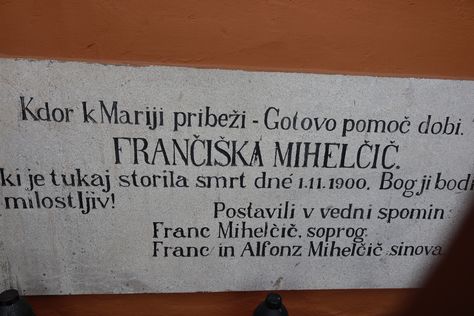 Kdor k Mariji pribeži - Gotovo pomoč dobi.
FRANČIŠKA MIHELČIČ.
ki je tukaj storila smrt dné 1.11. 1900. Bog ji bodi
milostljiv!
Postavili v vedni spomin:
Franc Mihelčič, soprog.
Franc in Alfonz Mihelčič sinova